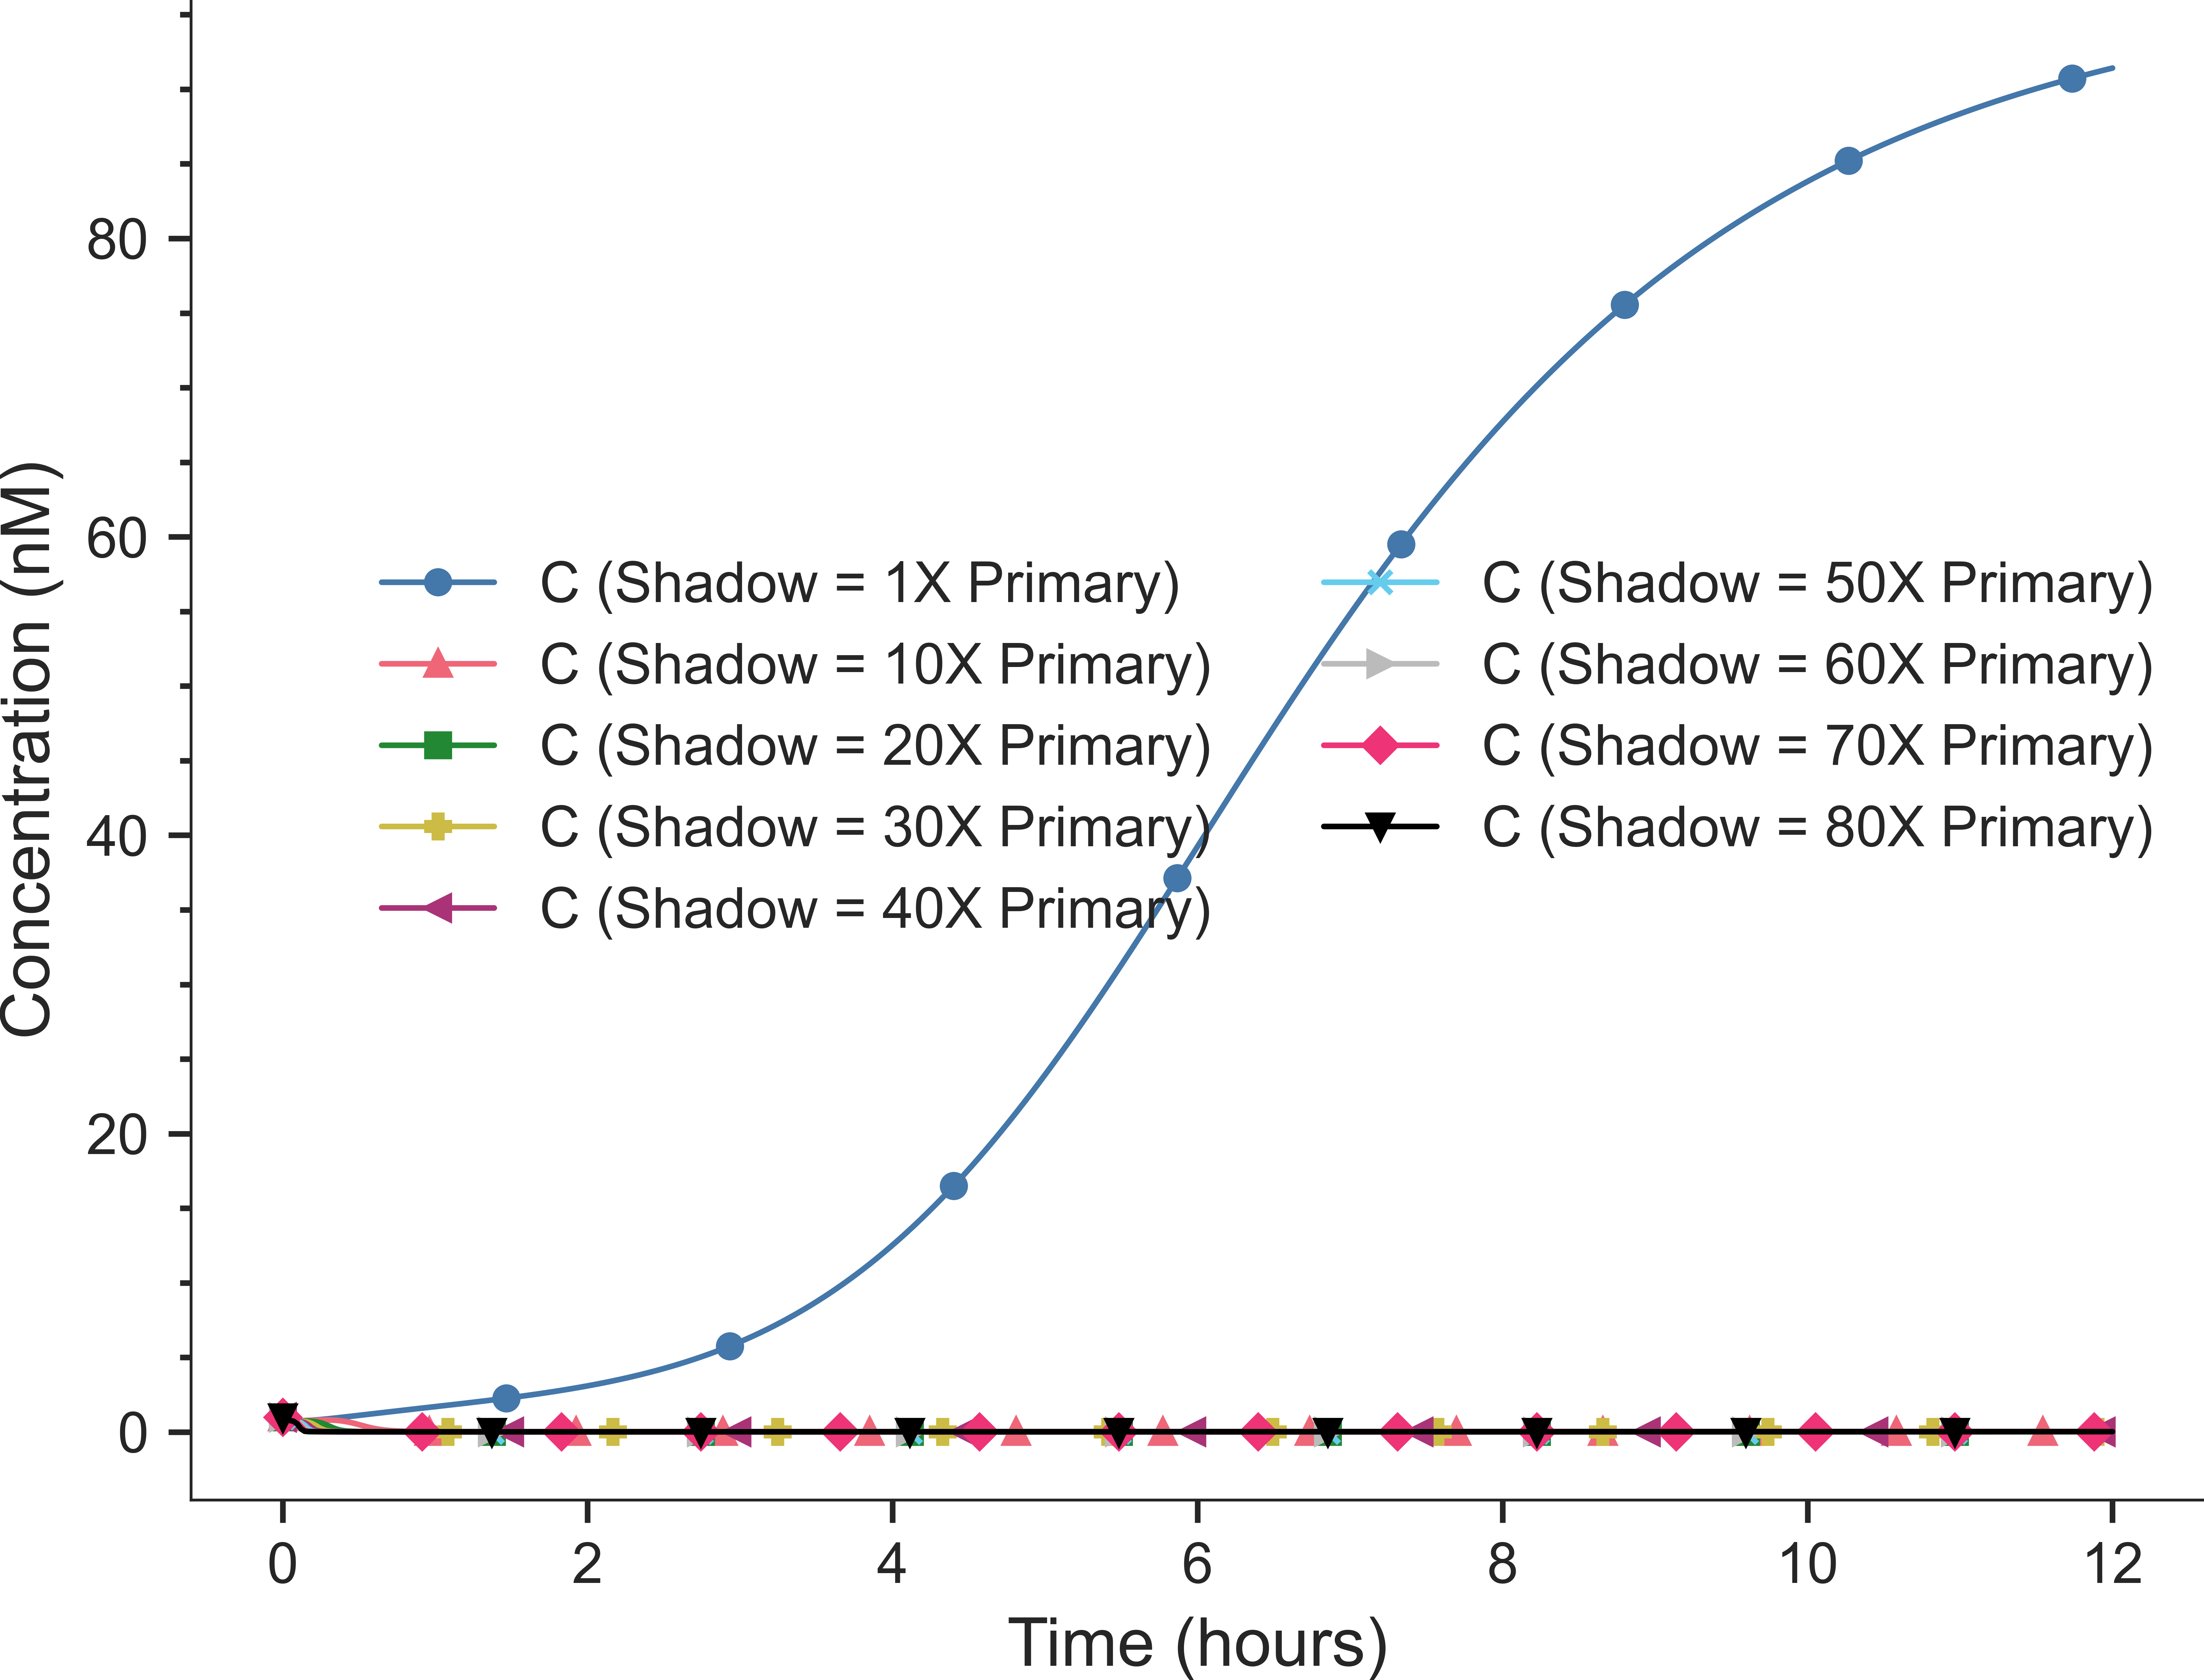 Concentration (nM)
80
60
40
20
0
C (Shadow = 1X Primary)
C (Shadow = 10X Primary)
C (Shadow = 20X Primary)
C (Shadow = 30X Primary)
C (Shadow = 40X Primary)
C (Shadow = 50X Primary)
C (Shadow = 60X Primary)
C (Shadow = 70X Primary)
C (Shadow = 80X Primary)
0 2 4 6 8 10 12
Time (hours)